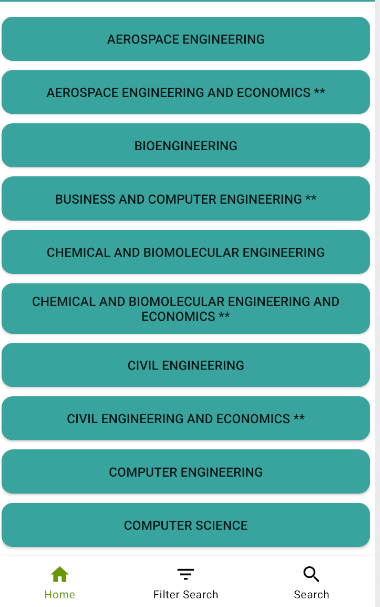 AEROSPACE ENGINEERING
AEROSPACE ENGINEERING AND ECONOMICS **
BIOENGINEERING
BUSINESS AND COMPUTER ENGINEERING **
CHEMICAL AND BIOMOLECULAR ENGINEERING
CHEMICAL AND BIOMOLECULAR ENGINEERING AND
ECONOMICS **
CIVIL ENGINEERING
CIVIL ENGINEERING AND ECONOMICS **
COMPUTER ENGINEERING
COMPUTER SCIENCE
Home
Filter Search
Search